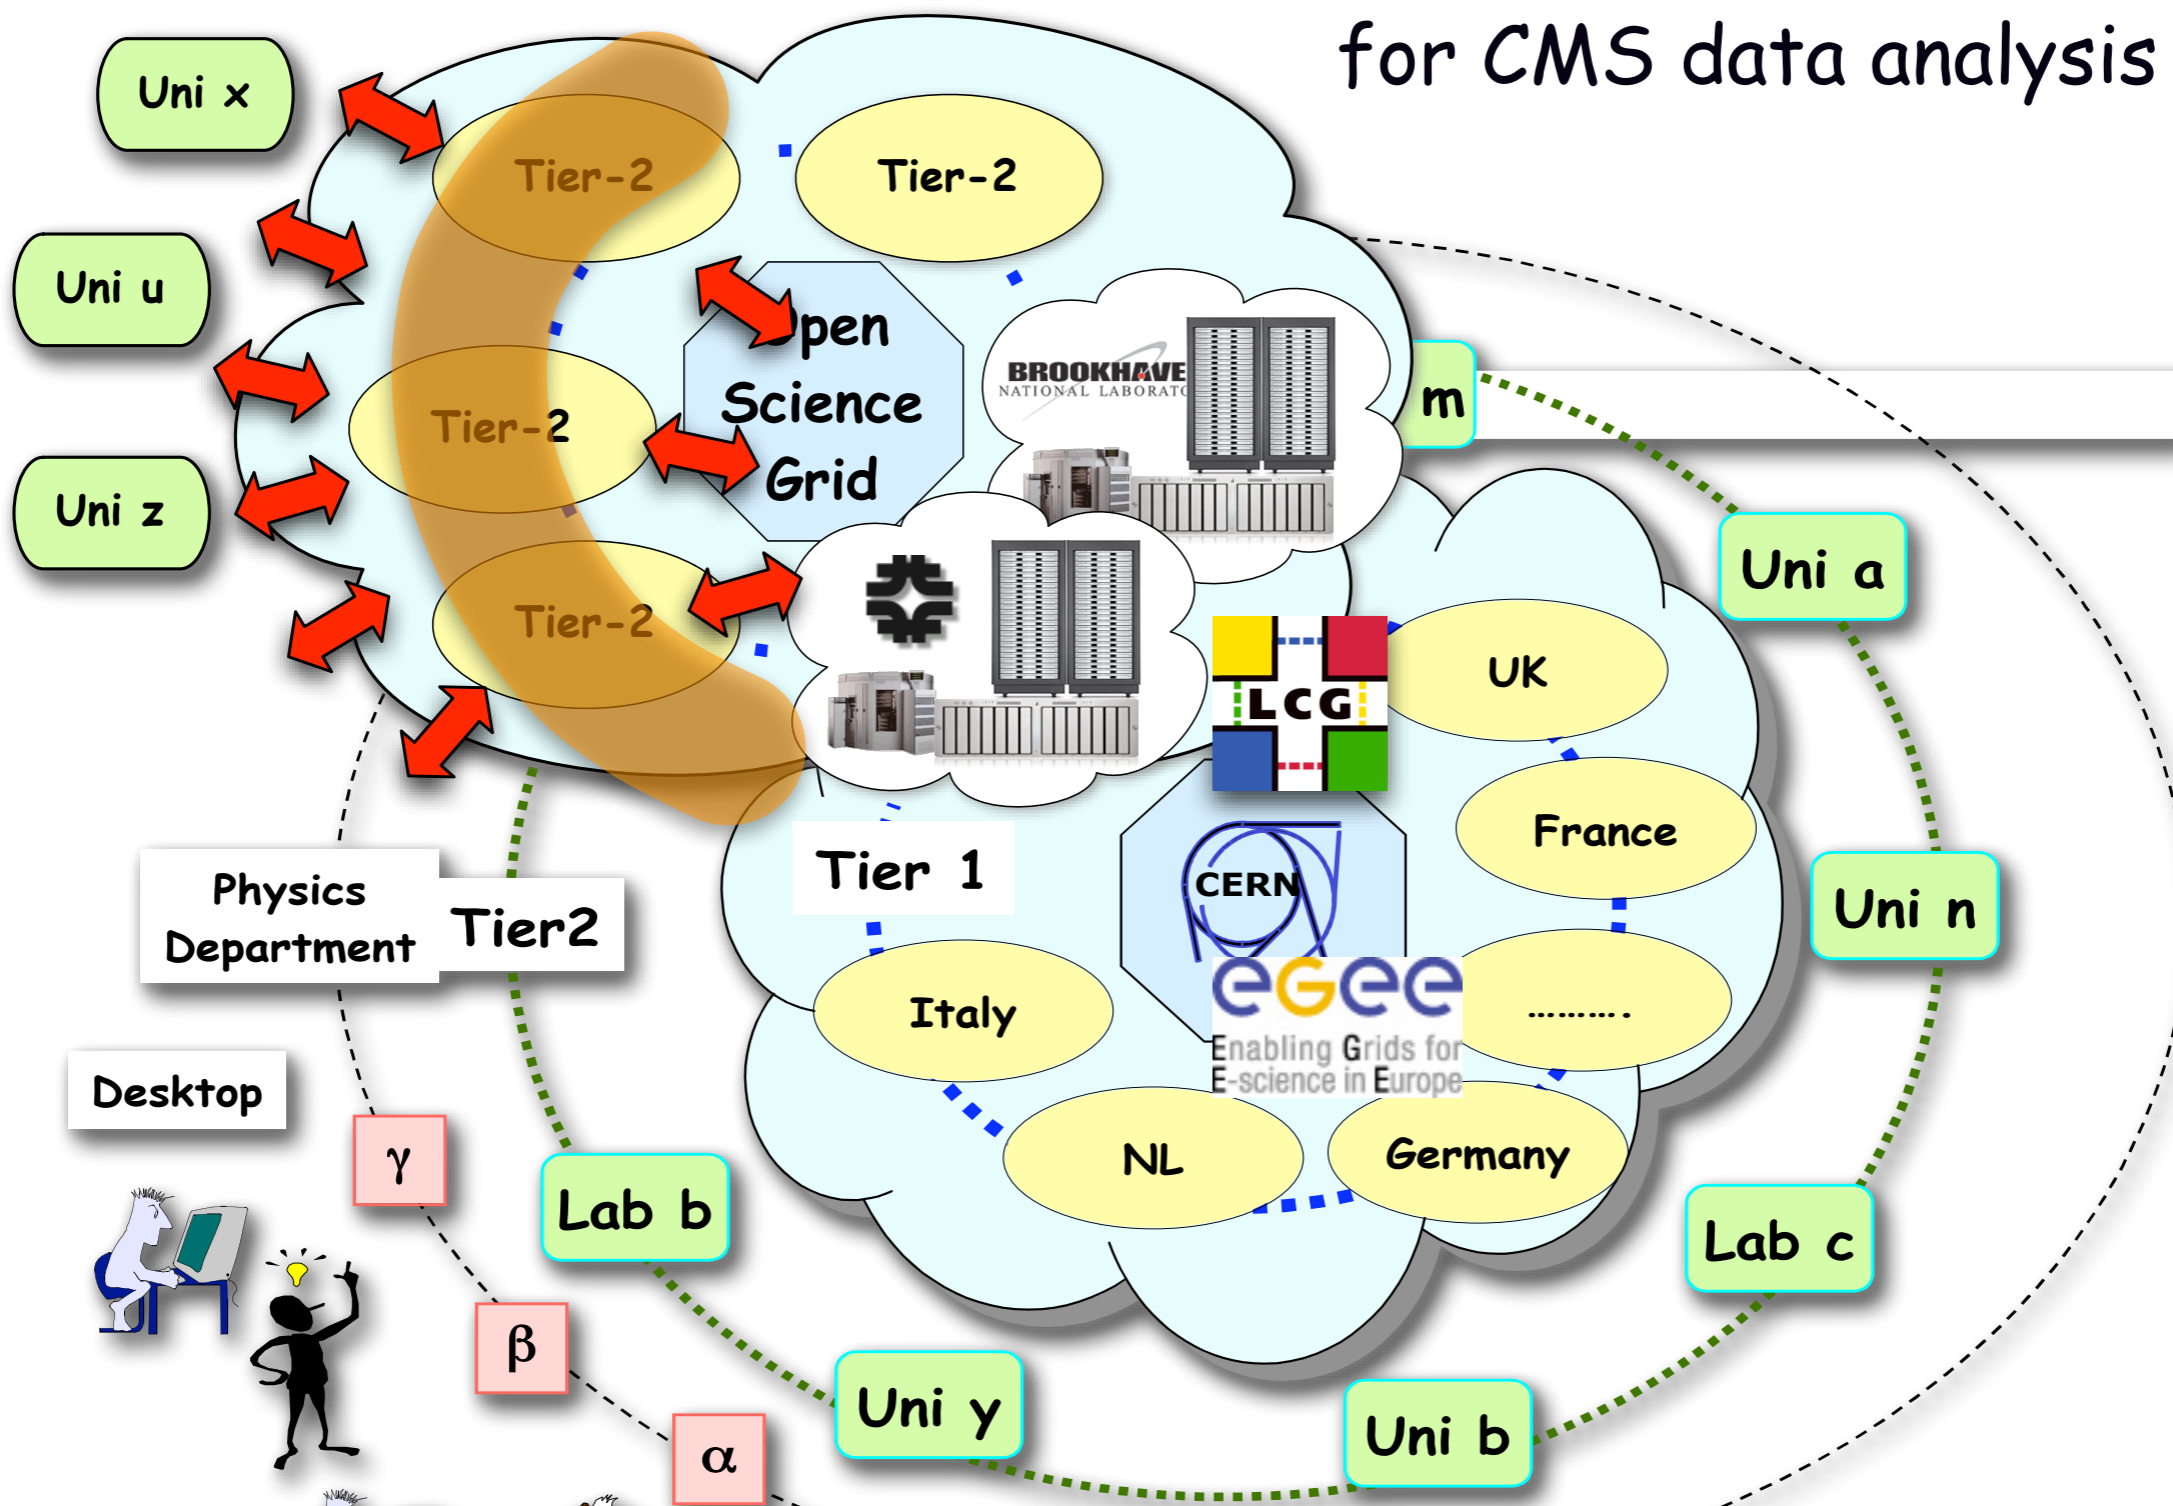 for CMS data analysis
Uni x
Tier-2
Tier-2
Uni u
Open
Science
Grid
BROOKHAVE
NATIONAL LABORATO
m
Tier-2
Uni z
Uni a
Tier-2
LCG
UK
France
Tier 1
CERN
Physics
Department
Tier2
Uni n
eGee
Enabling Grids for
E-science in Europe
Italy
..........
Desktop
γ
NL
Germany
Lab b
Lab c
β
Uni y
Uni b
α